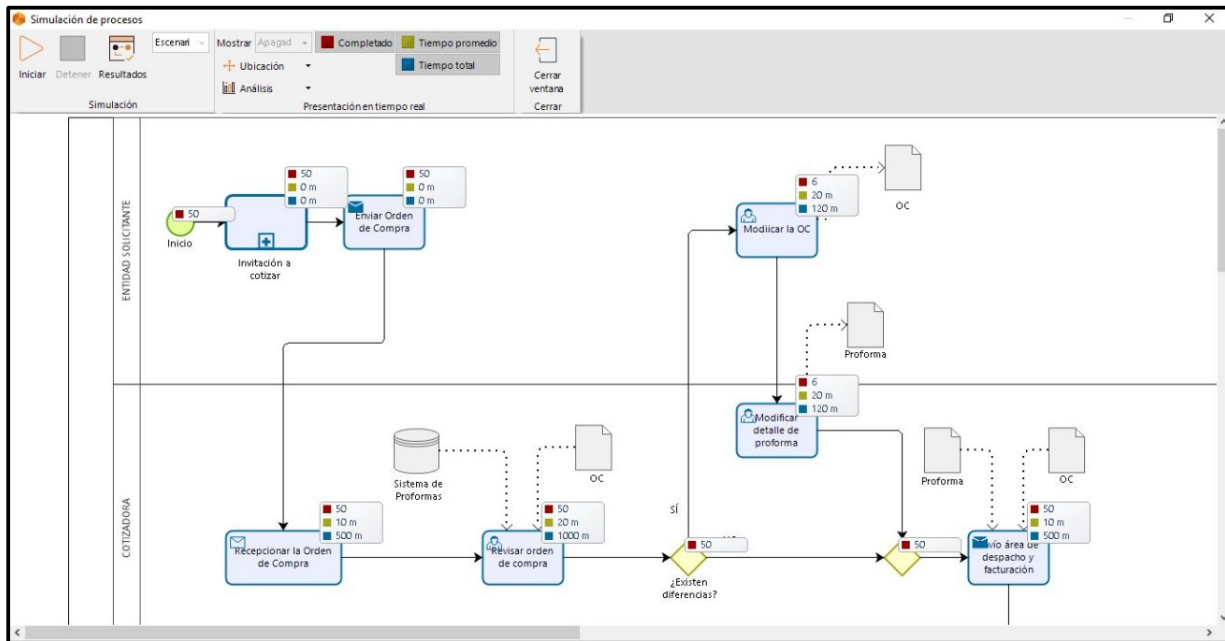 Simulación de procesos
Iniciar
Detener
Resultados
Escenari
Simulación
Mostrar
Apagad
Ubicación
Análisis
Completado
Tiempo promedio
Tiempo total
Presentación en tiempo real
Cerrar
ventana
Cerrar
ENTIDAD SOLICITANTE
50
Inicio
50
0 m
0 m
Invitación a
cotizar
50
0 m
0 m
Enviar Orden
de Compra
6
20 m
120 m
Modiicar la OC
OC
Proforma
COTIZADORA
6
20 m
120 m
Modificar
detalle de
proforma
Sistema de
Proformas
OC
Proforma
OC
50
10 m
500 m
Recepcionar la Orden
de Compra
50
20 m
1000 m
Revisar orden
de compra
SÍ
50
¿Existen
diferencias?
50
50
10 m
500 m
despacho y
facturación